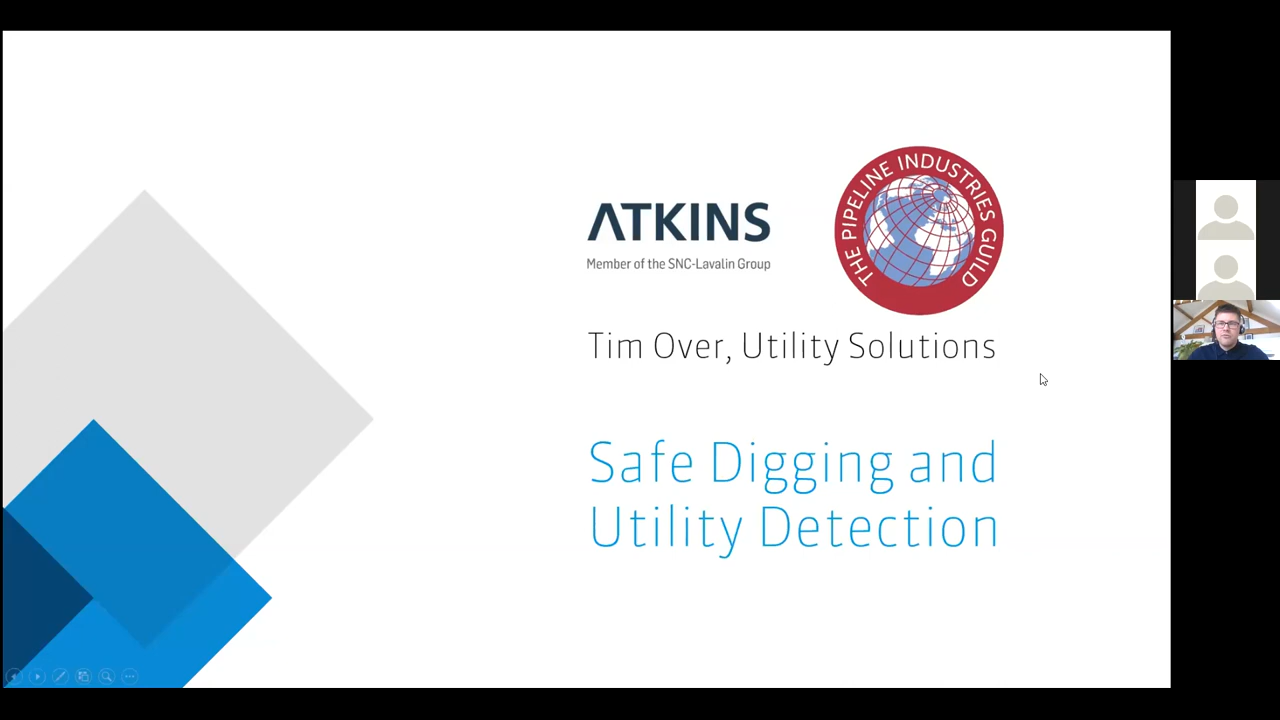 ATKINS
Member of the SNC-Lavalin Group
THE PIPELINE INDUSTRIES GUILD
Tim Over, Utility Solutions
Safe Digging and
Utility Detection